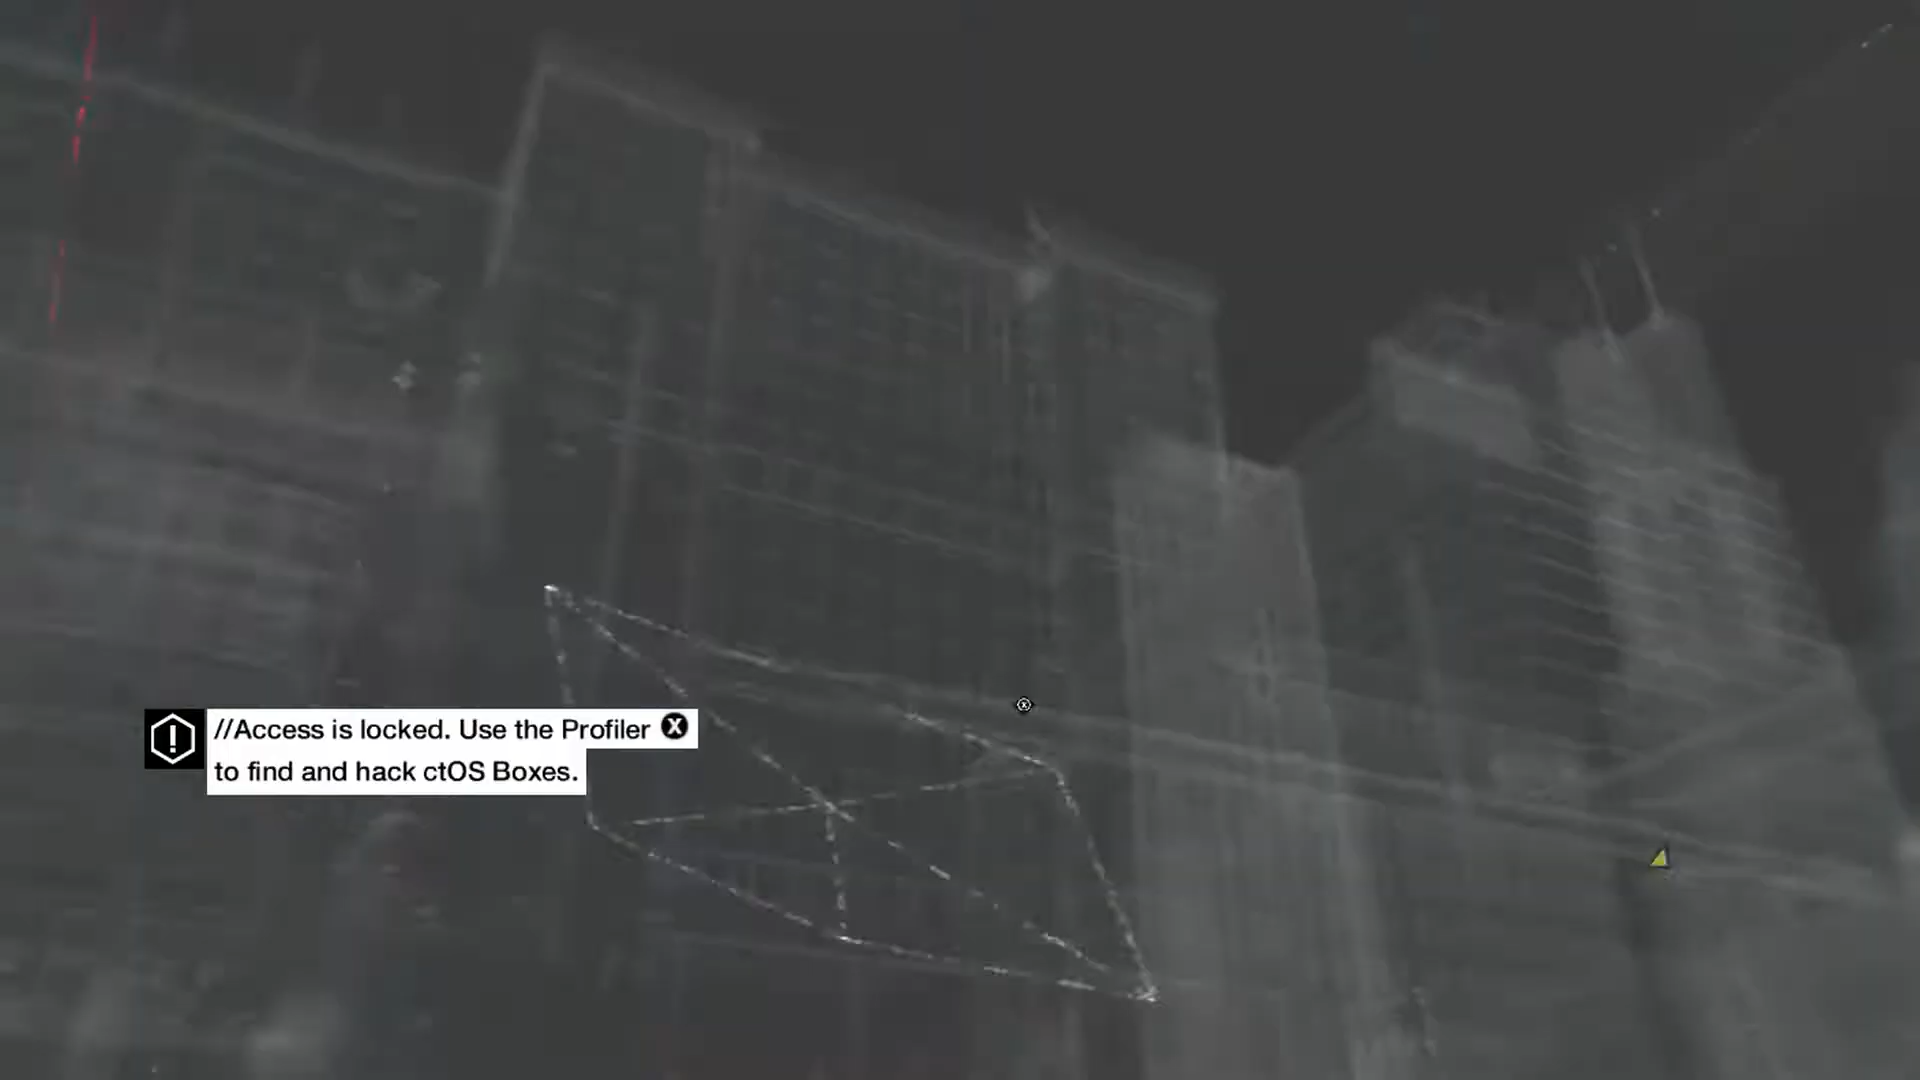 //Access is locked. Use the Profiler X
to find and hack ctOS Boxes.